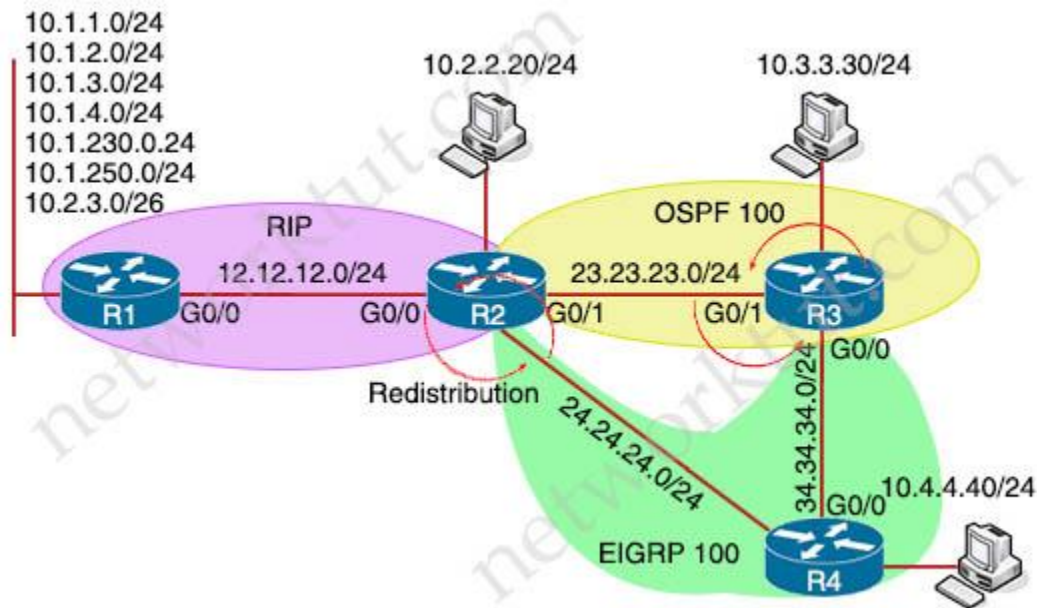 10.1.1.0/24
10.1.2.0/24
10.1.3.0/24
10.1.4.0/24
10.1.230.0.24
10.1.250.0/24
10.2.3.0/26
10.2.2.20/24
10.3.3.30/24
RIP
OSPF 100
12.12.12.0/24
23.23.23.0/24
R1
G0/0
G0/0
R2
G0/1
G0/1
R3
G0/0
Redistribution
24.24.24.0/24
34.34.34.0/24
G0/0
10.4.4.40/24
EIGRP 100
R4
networktut.com
networktut.com